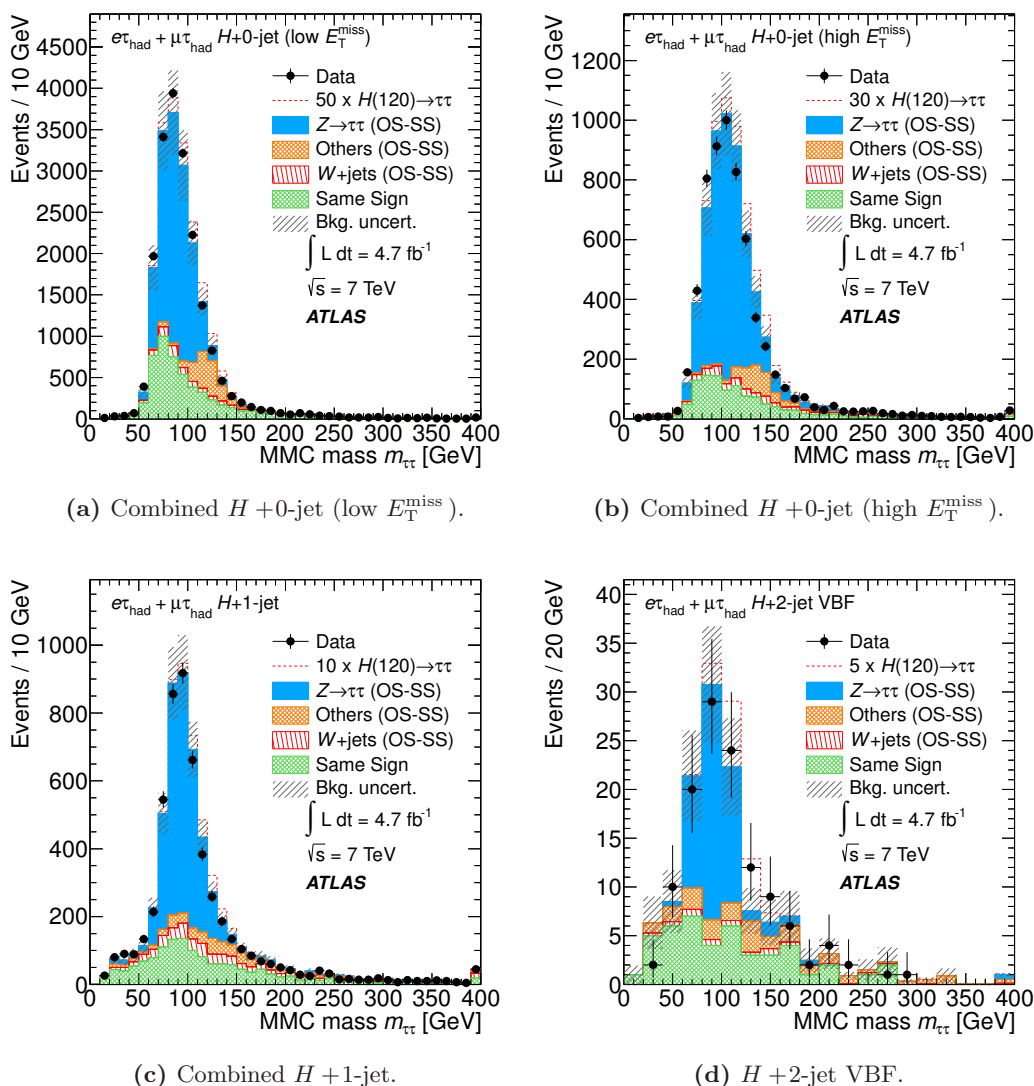 eτhad + μτhad H+0-jet (low E_T^miss)
Events / 10 GeV
4500
4000
3500
3000
2500
2000
1500
1000
500
0
Data
50 x H(120)→ττ
Z→ττ (OS-SS)
Others (OS-SS)
W+jets (OS-SS)
Same Sign
Bkg. uncert.
∫ L dt = 4.7 fb⁻¹
√s = 7 TeV
ATLAS
0 50 100 150 200 250 300 350 400
MMC mass mττ [GeV]
(a) Combined H +0-jet (low E_T^miss ).
eτhad + μτhad H+0-jet (high E_T^miss)
Events / 10 GeV
1200
1000
800
600
400
200
0
Data
30 x H(120)→ττ
Z→ττ (OS-SS)
Others (OS-SS)
W+jets (OS-SS)
Same Sign
Bkg. uncert.
∫ L dt = 4.7 fb⁻¹
√s = 7 TeV
ATLAS
0 50 100 150 200 250 300 350 400
MMC mass mττ [GeV]
(b) Combined H +0-jet (high E_T^miss ).
eτhad + μτhad H+1-jet
Events / 10 GeV
1000
800
600
400
200
0
Data
10 x H(120)→ττ
Z→ττ (OS-SS)
Others (OS-SS)
W+jets (OS-SS)
Same Sign
Bkg. uncert.
∫ L dt = 4.7 fb⁻¹
√s = 7 TeV
ATLAS
0 50 100 150 200 250 300 350 400
MMC mass mττ [GeV]
(c) Combined H +1-jet.
eτhad + μτhad H+2-jet VBF
Events / 20 GeV
40
35
30
25
20
15
10
5
0
Data
5 x H(120)→ττ
Z→ττ (OS-SS)
Others (OS-SS)
W+jets (OS-SS)
Same Sign
Bkg. uncert.
∫ L dt = 4.7 fb⁻¹
√s = 7 TeV
ATLAS
0 50 100 150 200 250 300 350 400
MMC mass mττ [GeV]
(d) H +2-jet VBF.